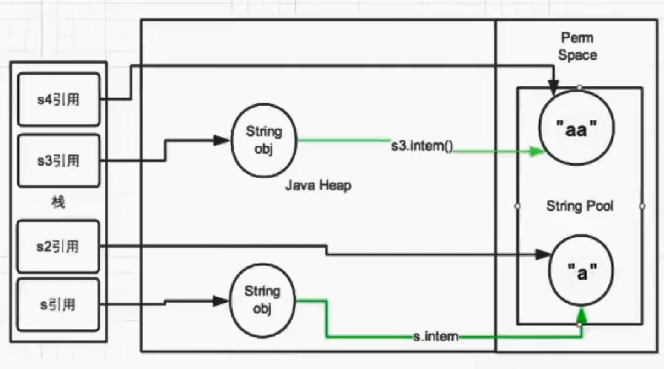 Perm
Space
s4引用
"aa"
String
obj
s3.intern()
s3引用
Java Heap
栈
String Pool
s2引用
"a"
String
obj
s引用
s.intern